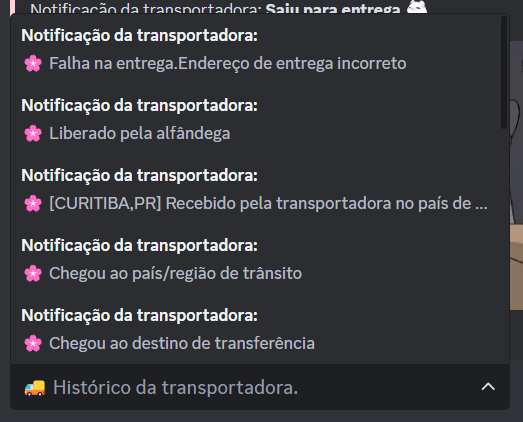 Notificação da transportadora: Saiu para entrega
Notificação da transportadora:
Falha na entrega.Endereço de entrega incorreto
Notificação da transportadora:
Liberado pela alfândega
Notificação da transportadora:
[CURITIBA,PR] Recebido pela transportadora no país de ...
Notificação da transportadora:
Chegou ao país/região de trânsito
Notificação da transportadora:
Chegou ao destino de transferência
Histórico da transportadora.